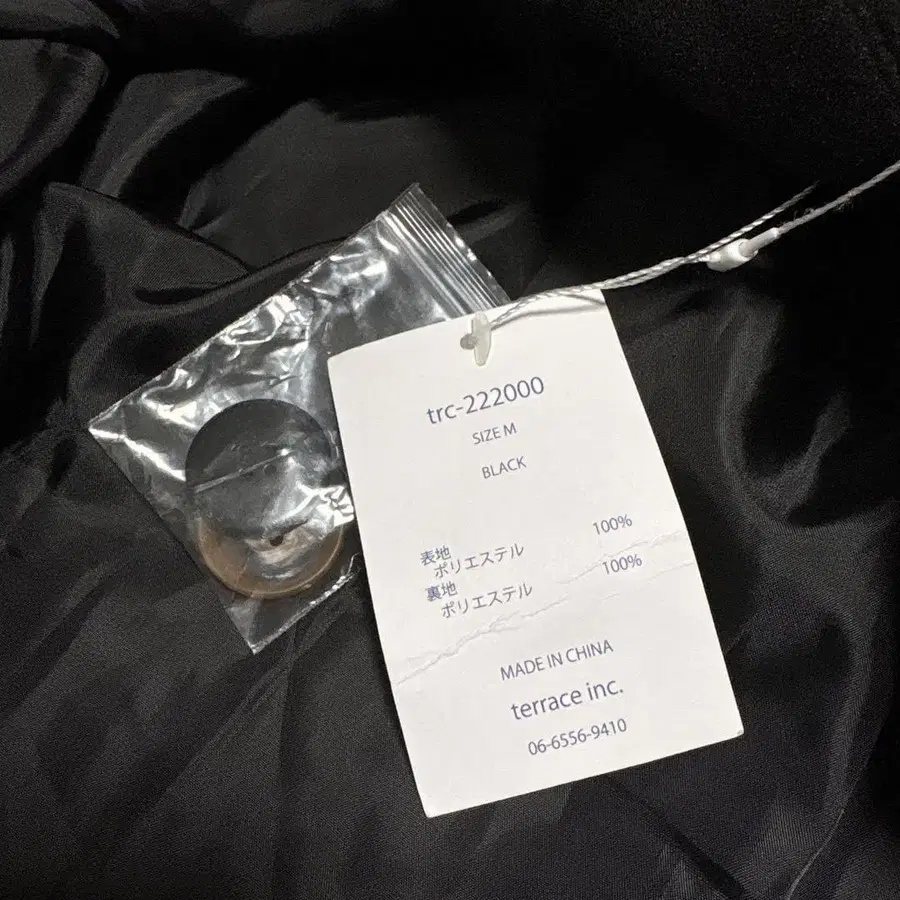 trc-222000
SIZE M
BLACK
表地
ポリエステル 100%
裏地
ポリエステル 100%
MADE IN CHINA
terrace inc.
06-6556-9410